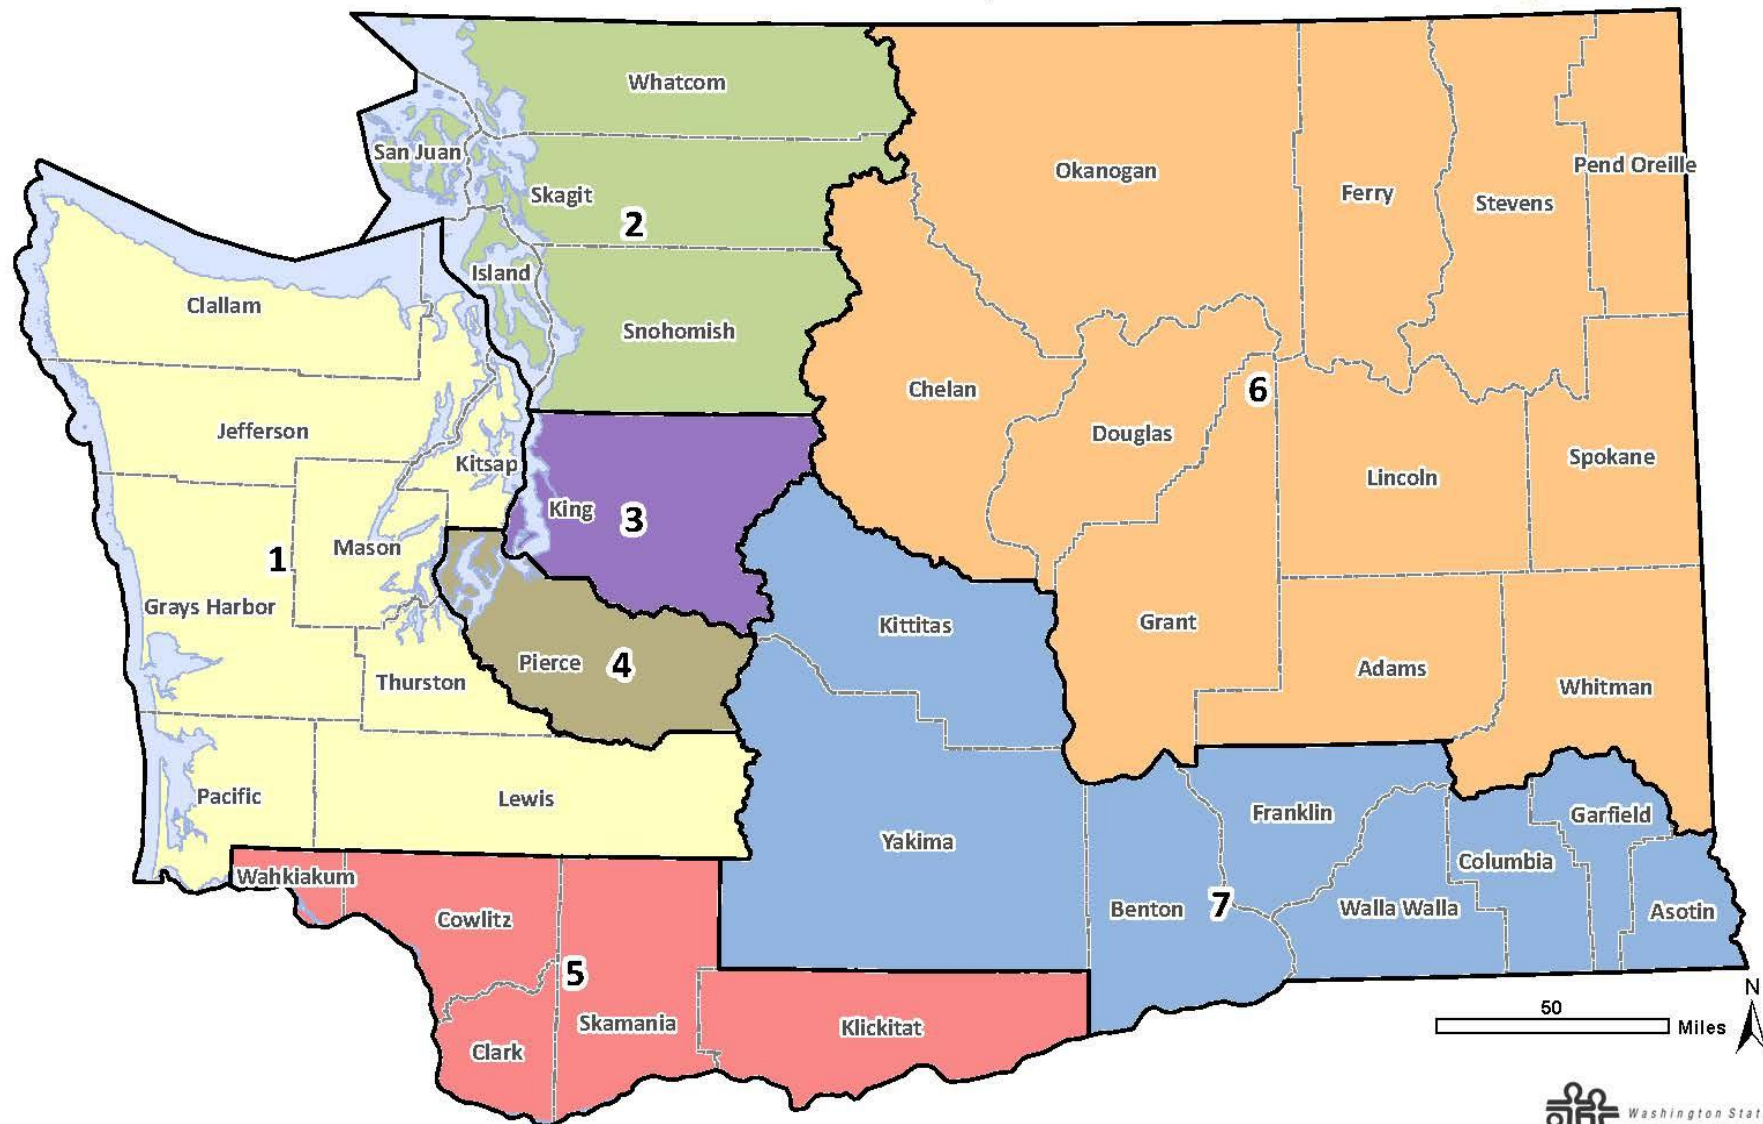 Whatcom
San Juan
Okanogan
Pend Oreille
Ferry
Stevens
Skagit
2
Island
Clallam
Snohomish
Chelan
6
Douglas
Jefferson
Kitsap
Spokane
Lincoln
King
3
Mason
1
Grays Harbor
Kittitas
Grant
Pierce
4
Thurston
Adams
Whitman
Pacific
Lewis
Franklin
Garfield
Yakima
Columbia
Wahkiakum
Cowlitz
Benton
7
Walla Walla
Asotin
5
Skamania
Klickitat
Clark
N
50
Miles
Washington Stat